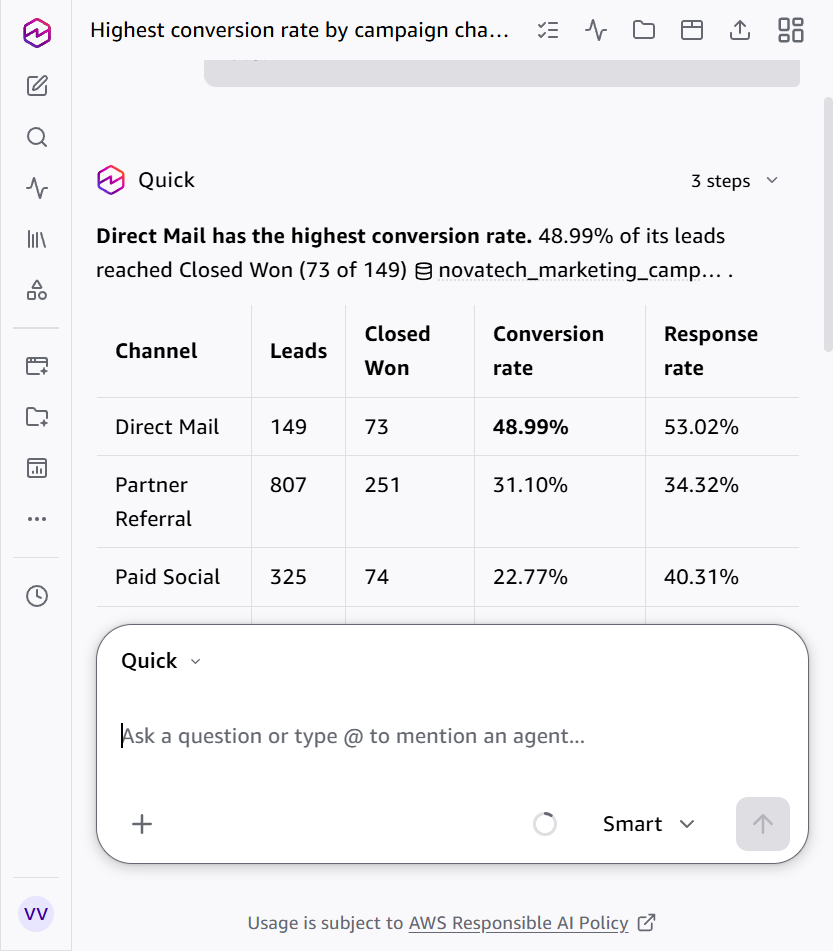 Highest conversion rate by campaign cha...
Quick
3 steps
Direct Mail has the highest conversion rate. 48.99% of its leads
reached Closed Won (73 of 149) novatech_marketing_camp... .
Channel Leads Closed Won Conversion rate Response rate
Direct Mail 149 73 48.99% 53.02%
Partner Referral 807 251 31.10% 34.32%
Paid Social 325 74 22.77% 40.31%
Quick
Ask a question or type @ to mention an agent...
Smart
VV
Usage is subject to AWS Responsible AI Policy